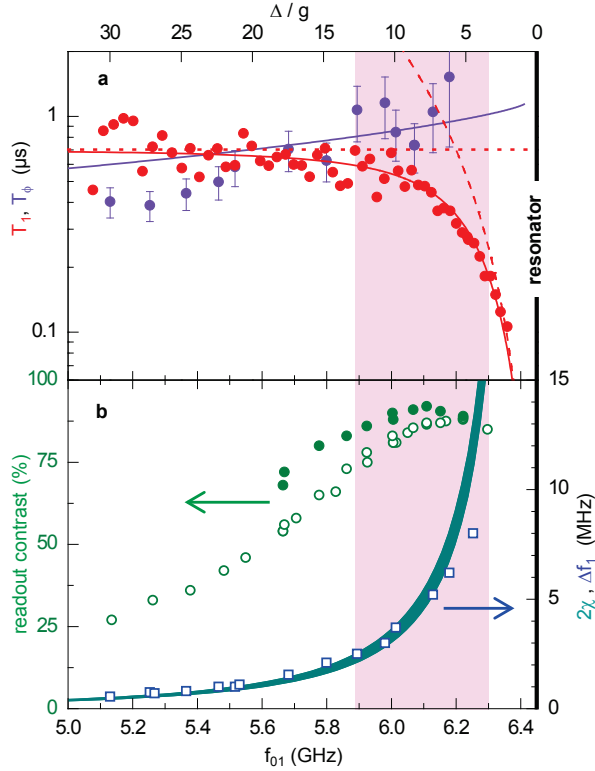 Δ / g
30 25 20 15 10 5 0
a
T1, Tϕ (μs)
1
0.1
resonator
b
readout contrast (%)
100
75
50
25
0
15
10
5
0
2χ, Δf1 (MHz)
5.0 5.2 5.4 5.6 5.8 6.0 6.2 6.4
f01 (GHz)